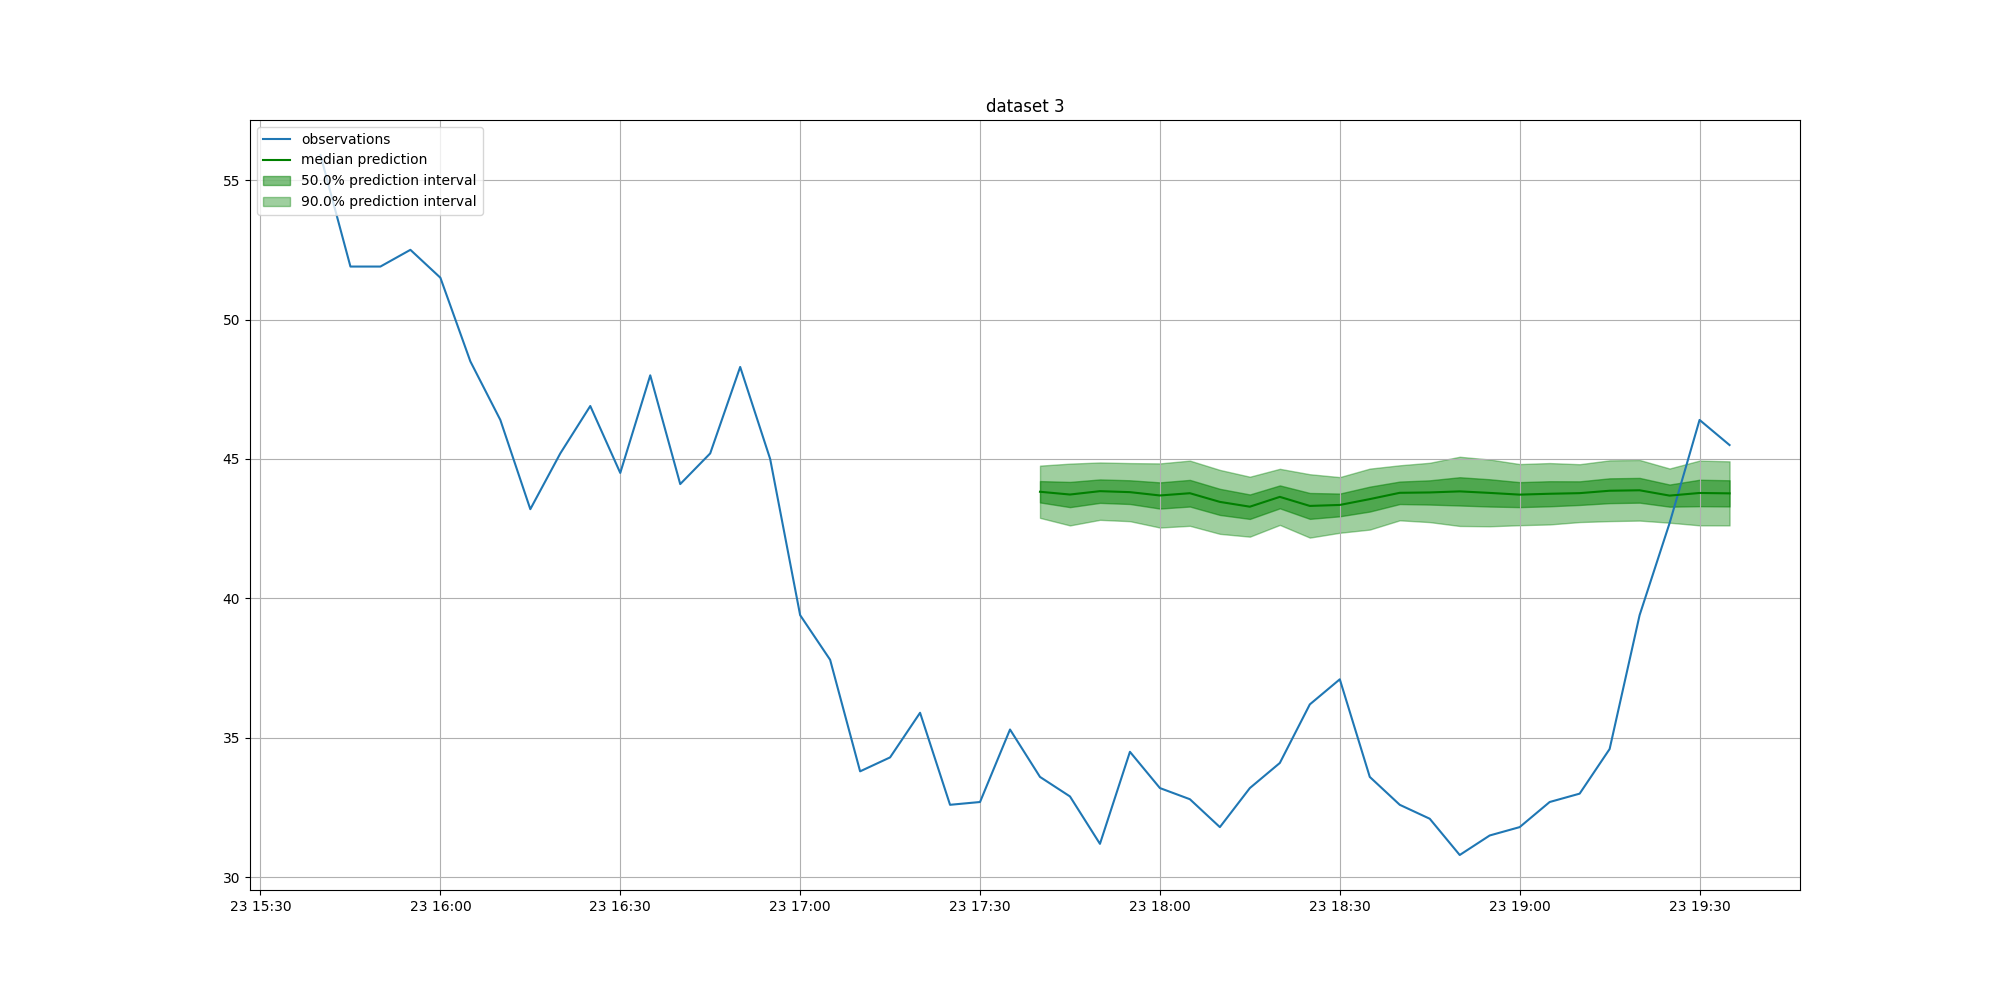 dataset 3
observations
median prediction
50.0% prediction interval
90.0% prediction interval
55
50
45
40
35
30
23 15:30 23 16:00 23 16:30 23 17:00 23 17:30 23 18:00 23 18:30 23 19:00 23 19:30